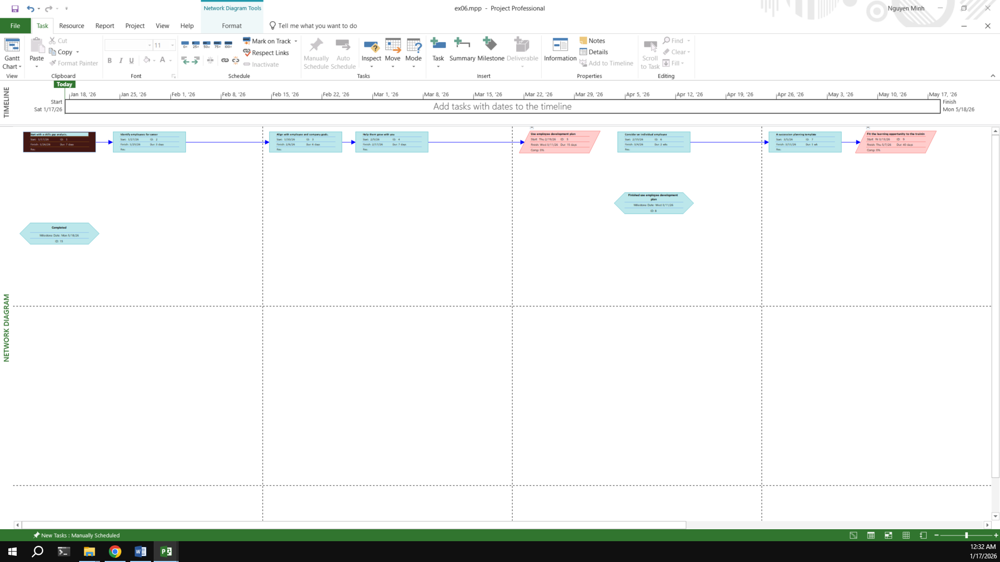 Network Diagram Tools
ex06.mpp - Project Professional
Nguyen Minh
File Task Resource Report Project View Help Format Tell me what you want to do
Gantt Chart
View
Paste
Cut
Copy
Format Painter
Clipboard
11
B I U A
Font
0% 25% 50% 75% 100%
Mark on Track
Respect Links
Inactivate
Schedule
Manually Schedule
Auto Schedule
Inspect
Move
Mode
Tasks
Task
Summary
Milestone
Deliverable
Insert
Information
Notes
Details
Add to Timeline
Properties
Scroll to Task
Find
Clear
Fill
Editing
TIMELINE
Today
Jan 18, '26 Jan 25, '26 Feb 1, '26 Feb 8, '26 Feb 15, '26 Feb 22, '26 Mar 1, '26 Mar 8, '26 Mar 15, '26 Mar 22, '26 Mar 29, '26 Apr 5, '26 Apr 12, '26 Apr 19, '26 Apr 26, '26 May 3, '26 May 10, '26 May 17, '26
Start
Sat 1/17/26
Add tasks with dates to the timeline
Finish
Mon 5/18/26
NETWORK DIAGRAM
Start with a skills gap analysis.
Start: 1/17/26 ID: 1
Finish: 1/26/26 Dur: 7 days
Res:
Identify employees for career
Start: 1/27/26 ID: 2
Finish: 1/29/26 Dur: 3 days
Res:
Align with employee and company goals.
Start: 1/30/26 ID: 3
Finish: 2/6/26 Dur: 6 days
Res:
Help them grow with you
Start: 2/9/26 ID: 4
Finish: 2/17/26 Dur: 7 days
Res:
Use employee development plan
Start: Thu 2/19/26 ID: 5
Finish: Wed 3/11/26 Dur: 15 days
Comp: 0%
Consider an individual employee
Start: 2/19/26 ID: 6
Finish: 3/4/26 Dur: 2 wks
Res:
A succession planning template
Start: 3/5/26 ID: 7
Finish: 3/11/26 Dur: 1 wk
Res:
Fit the learning opportunity to the trainin
Start: Fri 3/13/26 ID: 9
Finish: Thu 5/7/26 Dur: 40 days
Comp: 0%
Finished use employee development plan
Milestone Date: Wed 3/11/26
ID: 8
Completed
Milestone Date: Mon 5/18/26
ID: 15
New Tasks : Manually Scheduled
12:32 AM
1/17/2026